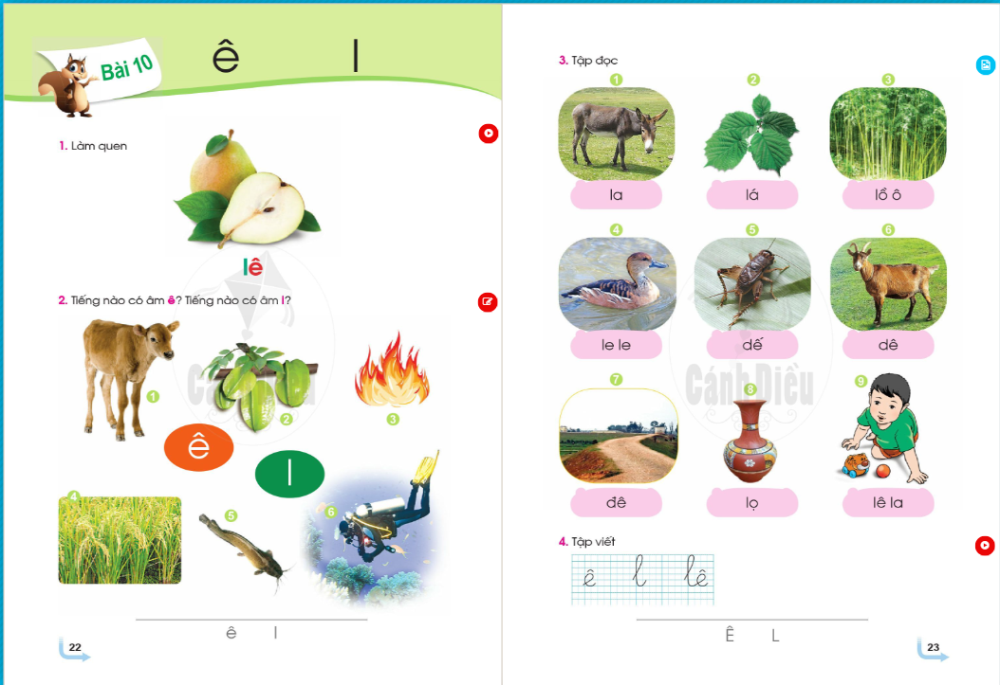 Bài 10
ê l
1. Làm quen
lê
2. Tiếng nào có âm ê? Tiếng nào có âm l?
1
2
3
ê
l
4
5
6
Cánh Diều
ê l
22
3. Tập đọc
1 2 3
la lá lồ ô
4 5 6
le le dế dê
7 8 9
đê lọ lê la
Cánh Diều
4. Tập viết
ê l lê
Ê L
23